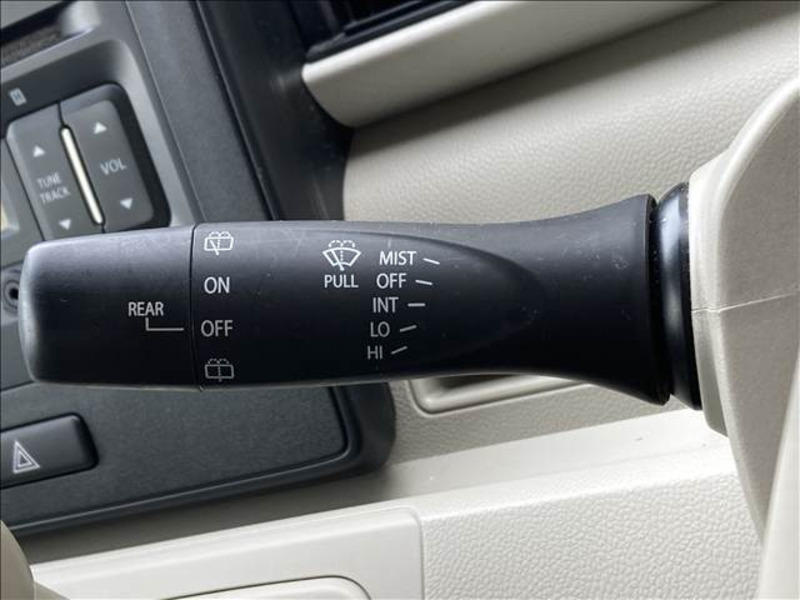 TUNE
TRACK
VOL
REAR
ON
OFF
PULL
MIST
OFF
INT
LO
HI